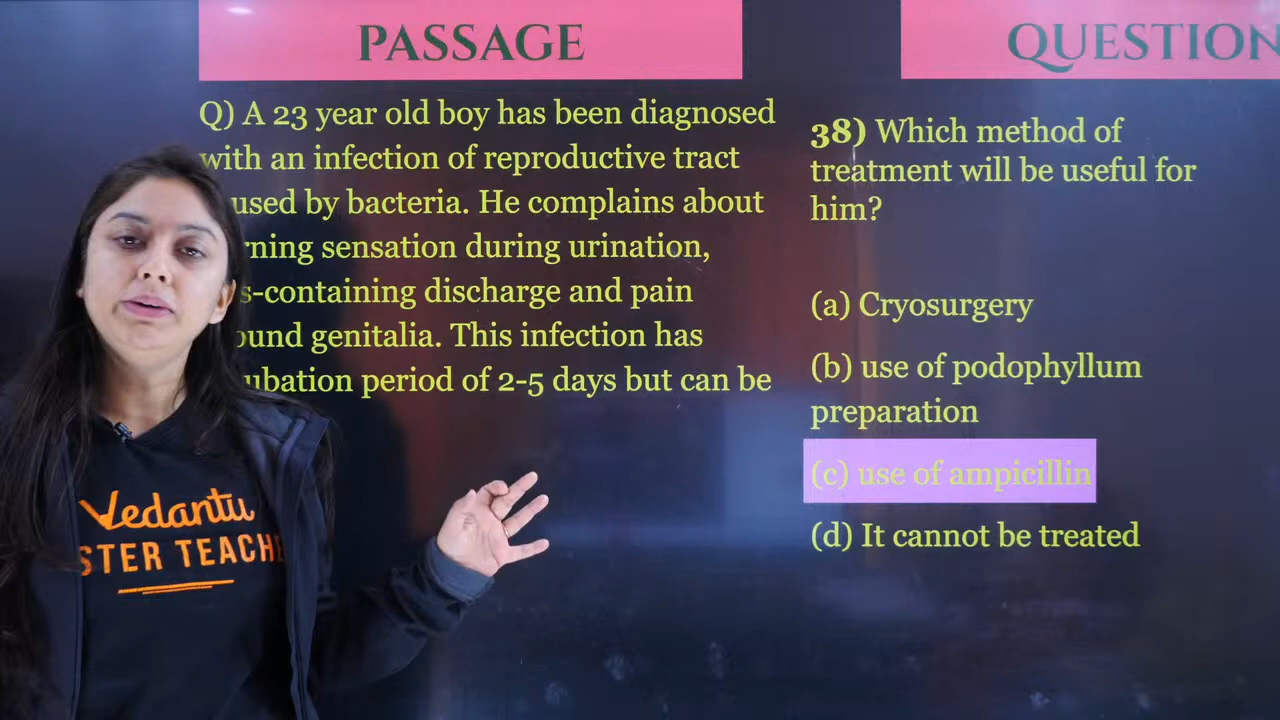 PASSAGE
Q) A 23 year old boy has been diagnosed
with an infection of reproductive tract
used by bacteria. He complains about
rning sensation during urination,
s-containing discharge and pain
ound genitalia. This infection has
ubation period of 2-5 days but can be
QUESTION
38) Which method of
treatment will be useful for
him?
(a) Cryosurgery
(b) use of podophyllum
preparation
(c) use of ampicillin
(d) It cannot be treated
Vedantu
STER TEACHE